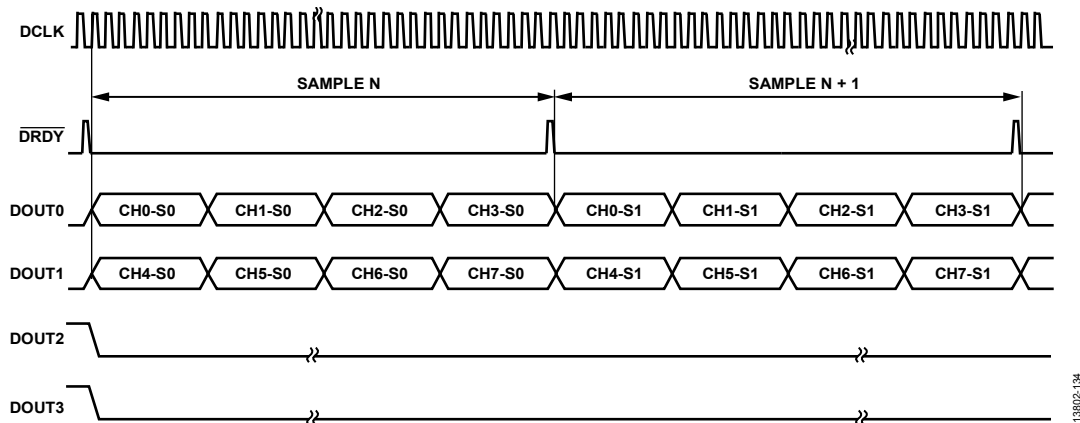 DCLK
SAMPLE N SAMPLE N + 1
DRDY
DOUT0 CH0-S0 CH1-S0 CH2-S0 CH3-S0 CH0-S1 CH1-S1 CH2-S1 CH3-S1
DOUT1 CH4-S0 CH5-S0 CH6-S0 CH7-S0 CH4-S1 CH5-S1 CH6-S1 CH7-S1
DOUT2
DOUT3
13802-134